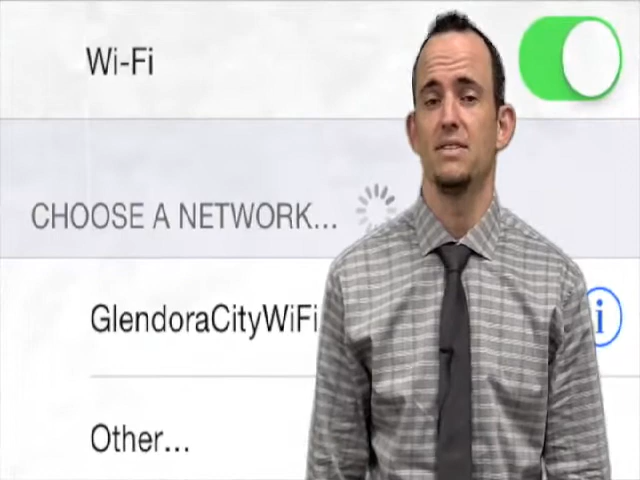 Wi-Fi
CHOOSE A NETWORK...
GlendoraCityWiFi
i
Other...